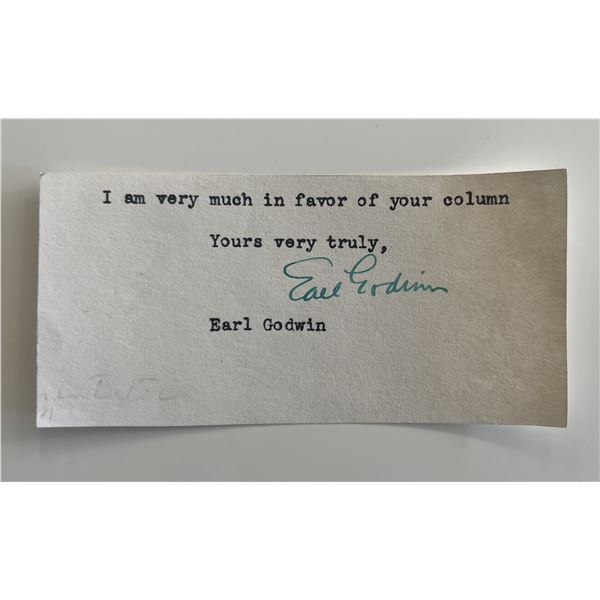 I am very much in favor of your column
Yours very truly,
Earl Godwin
Earl Godwin